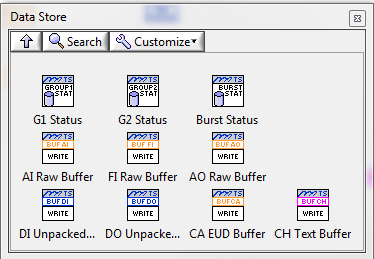 Data Store
Search Customize
TS TS TS
GROUP1 GROUP2 BURST
STAT STAT STAT
G1 Status G2 Status Burst Status
TS TS TS
BUF AI BUF FI BUF AO
WRITE WRITE WRITE
AI Raw Buffer FI Raw Buffer AO Raw Buffer
TS TS TS TS
BUF DI BUF DO BUF CA BUF CH
WRITE WRITE WRITE WRITE
DI Unpacked... DO Unpacke... CA EUD Buffer CH Text Buffer